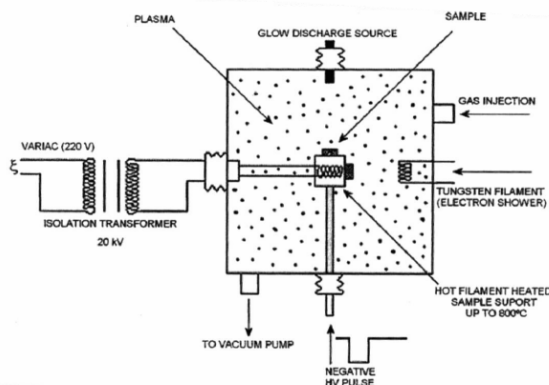 PLASMA
GLOW DISCHARGE SOURCE
SAMPLE
GAS INJECTION
VARIAC (220 V)
ξ
ISOLATION TRANSFORMER
20 kV
TUNGSTEN FILAMENT
(ELECTRON SHOWER)
HOT FILAMENT HEATED
SAMPLE SUPORT
UP TO 800ºC
TO VACUUM PUMP
NEGATIVE
HV PULSE